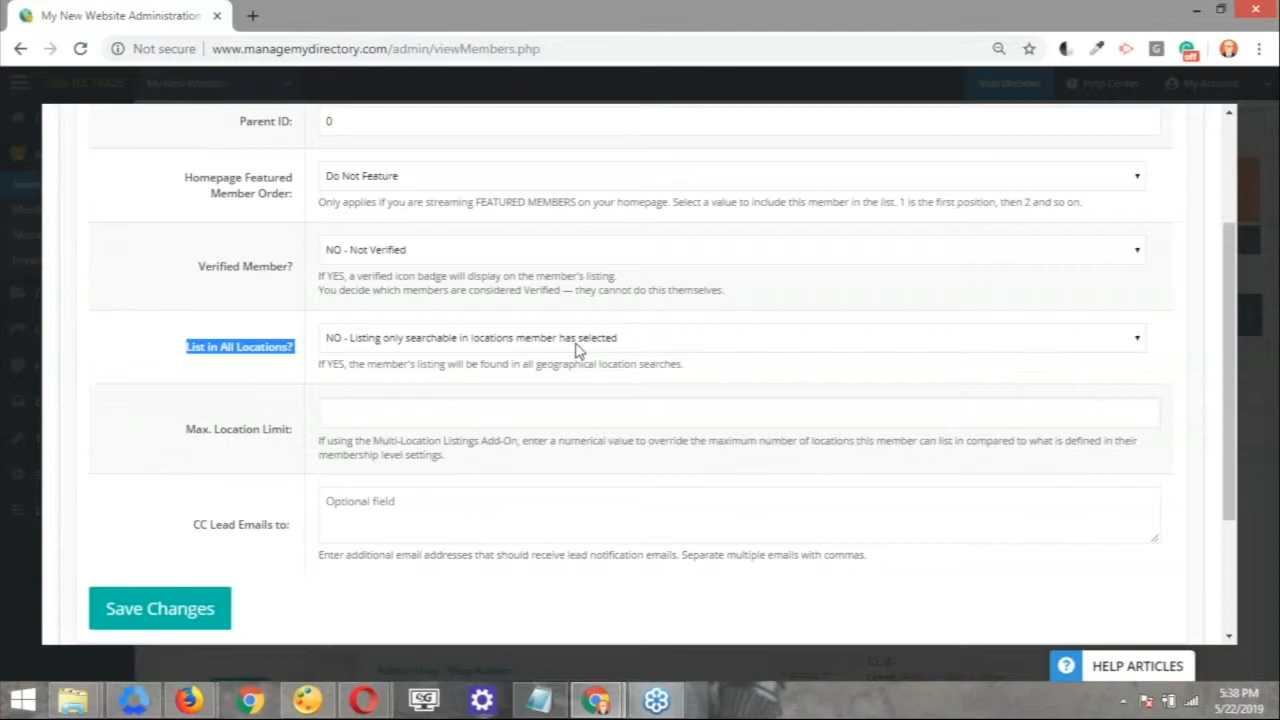 My New Website Administration
Not secure
www.managemydirectory.com/admin/viewMembers.php
off
Help Center
My Account
Parent ID:
0
Homepage Featured
Member Order:
Do Not Feature
Only applies if you are streaming FEATURED MEMBERS on your homepage. Select a value to include this member in the list. 1 is the first position, then 2 and so on.
Verified Member?
NO - Not Verified
If YES, a verified icon badge will display on the member's listing.
You decide which members are considered Verified — they cannot do this themselves.
List in All Locations?
NO - Listing only searchable in locations member has selected
If YES, the member's listing will be found in all geographical location searches.
Max. Location Limit:
If using the Multi-Location Listings Add-On, enter a numerical value to override the maximum number of locations this member can list in compared to what is defined in their
membership level settings.
CC Lead Emails to:
Optional field
Enter additional email addresses that should receive lead notification emails. Separate multiple emails with commas.
Save Changes
? HELP ARTICLES
SG
5:38 PM
5/22/2019